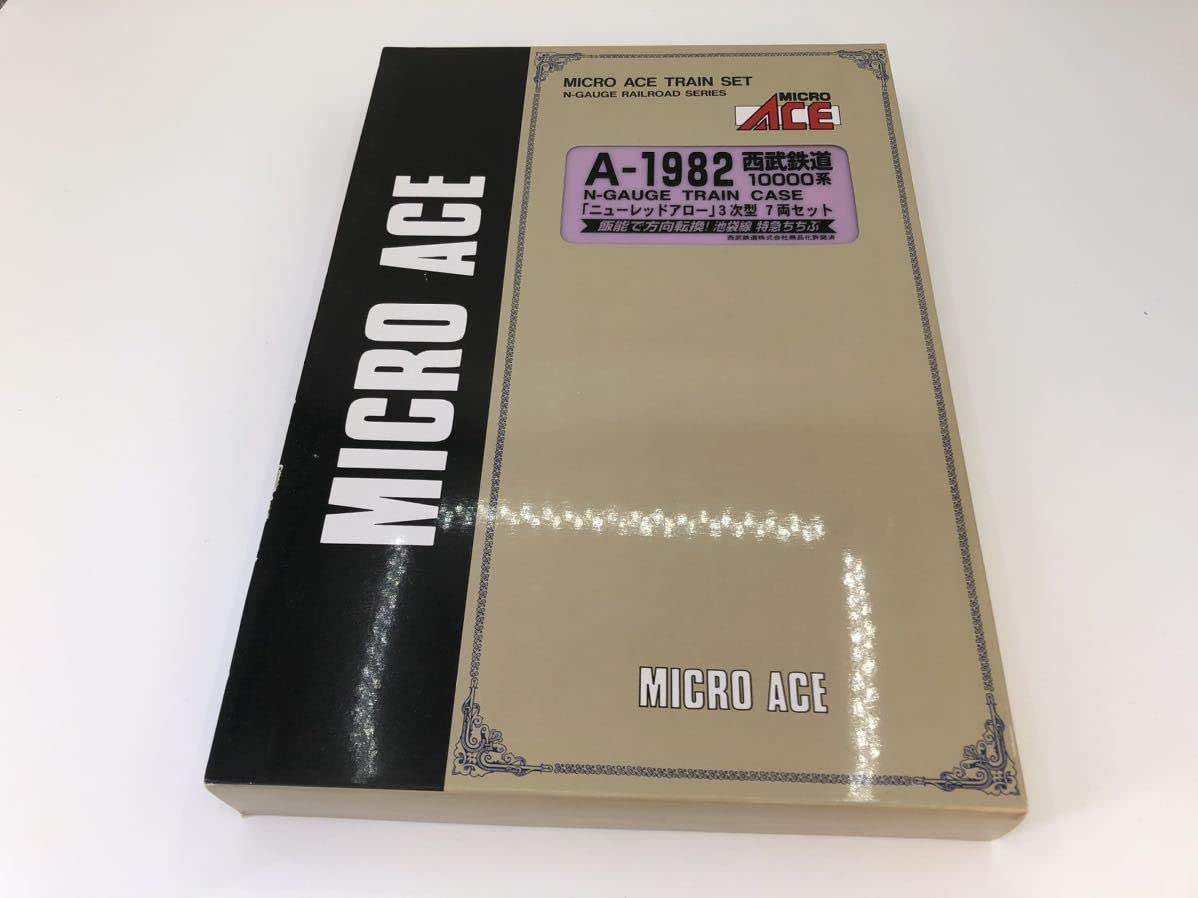 MICRO ACE
MICRO ACE TRAIN SET
N-GAUGE RAILROAD SERIES
MICRO
ACE
A-1982 西武鉄道
10000系
N-GAUGE TRAIN CASE
「ニューレッドアロー」3次型 7両セット
飯能で方向転換! 池袋線 特急ちちぶ
西武鉄道株式会社商品化許諾済
MICRO ACE